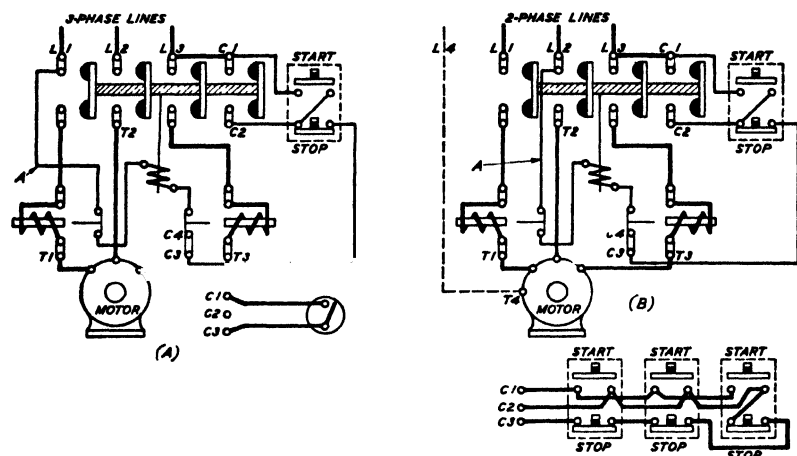 3-PHASE LINES
L1 L2 L3 C1
START
T2 C2
STOP
A
C4
C3
T1 T3
MOTOR
(A)
C1
C2
C3
2-PHASE LINES
L4 L1 L2 L3 C1
START
T2 C2
STOP
A
C4
C3
T1 T3
T4
MOTOR
(B)
START START START
C1
C2
C3
STOP STOP STOP